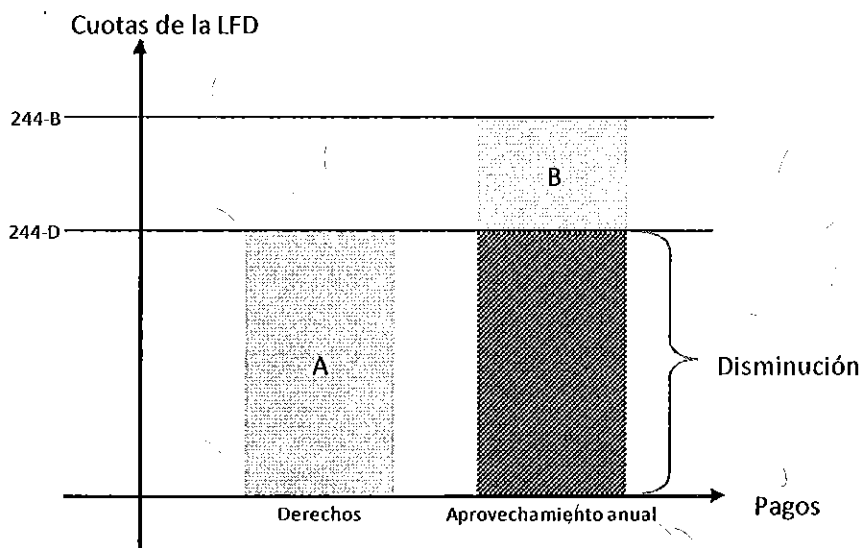 Cuotas de la LFD
244-B
B
244-D
A
Disminución
Derechos
Aprovechamiento anual
Pagos